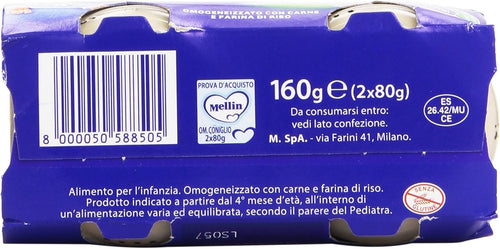 OMOGENEIZZATO CON CARNE
E FARINA DI RISO
PROVA D'ACQUISTO
Mellin
OM. CONIGLIO
2x80g
160g e (2x80g)
Da consumarsi entro:
vedi lato confezione.
M. SpA. - via Farini 41, Milano.
ES
26.42/MU
CE
8 000050 588505
Alimento per l'infanzia. Omogeneizzato con carne e farina di riso.
Prodotto indicato a partire dal 4° mese d'età, all'interno di
un'alimentazione varia ed equilibrata, secondo il parere del Pediatra.
SENZA
Glutine
LS057